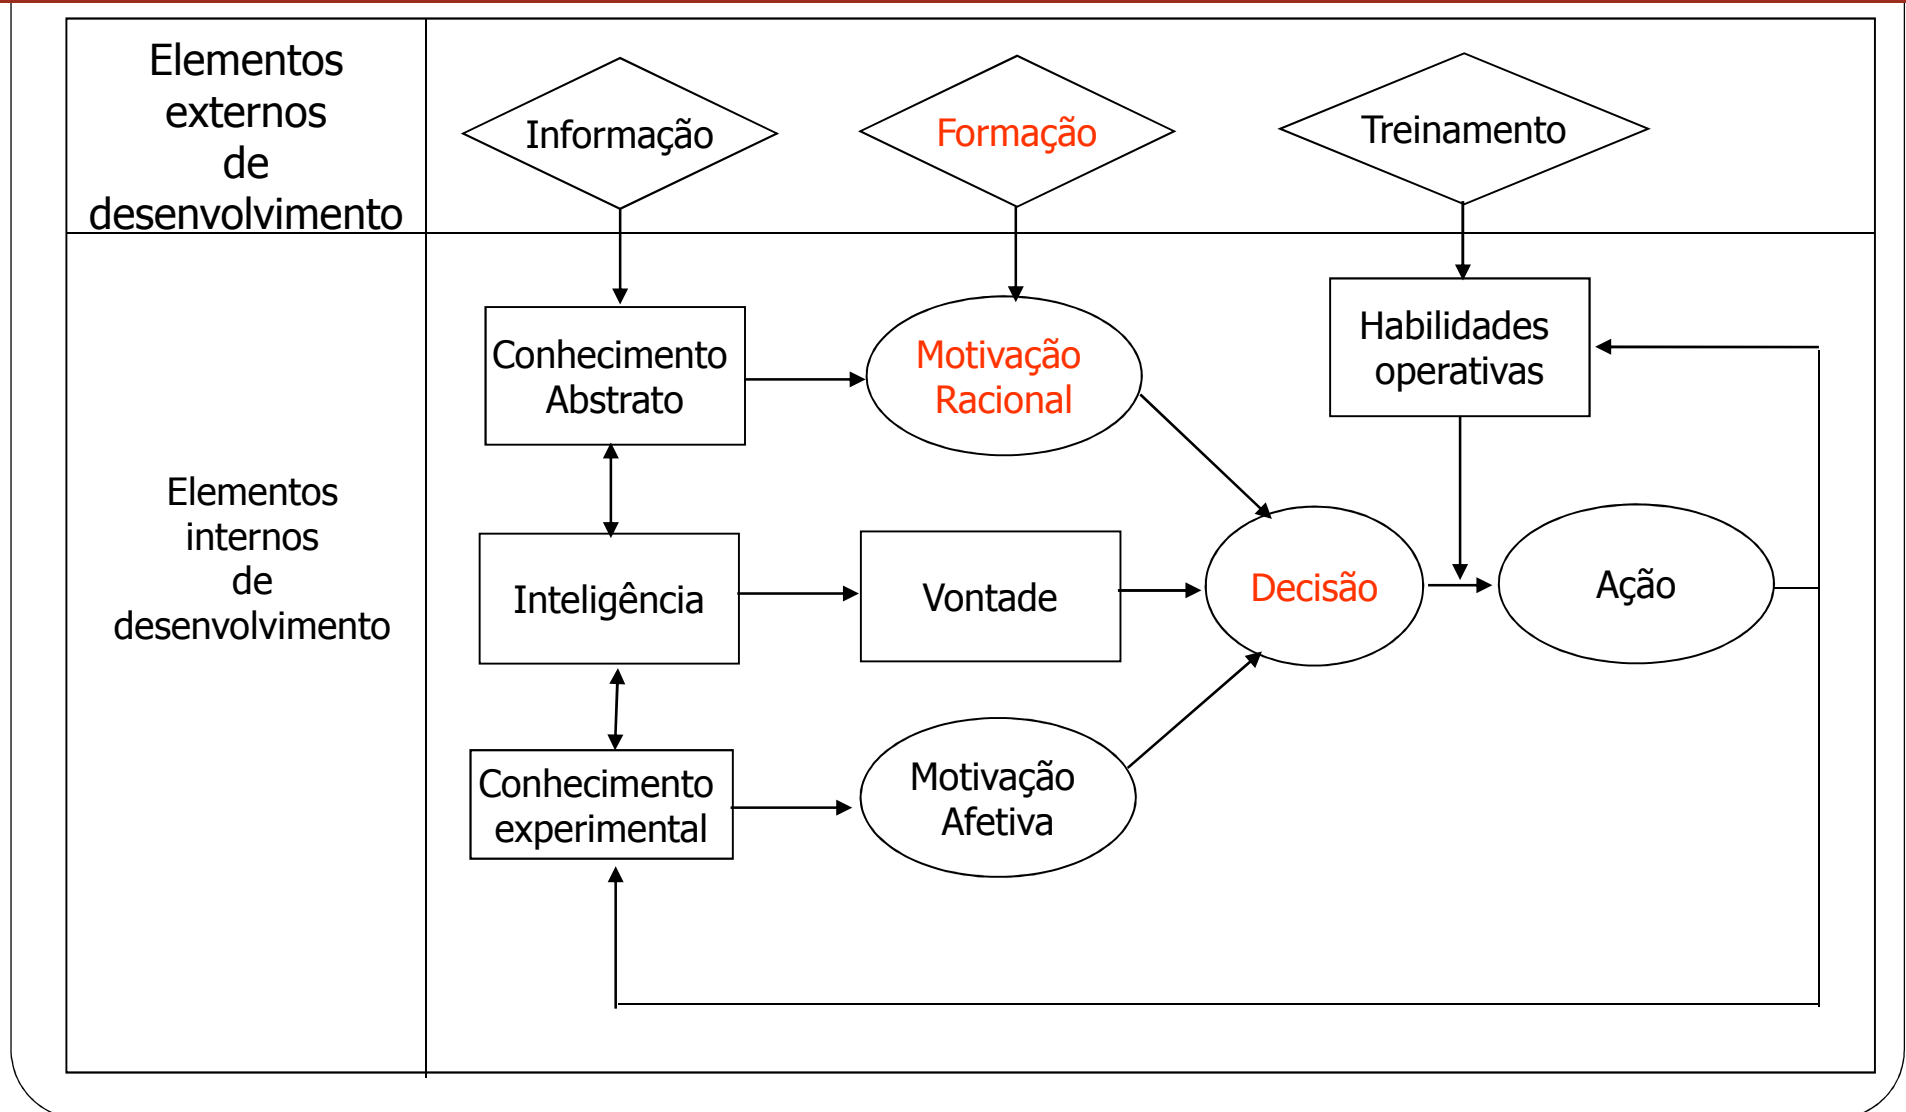 Elementos
externos
de
desenvolvimento
Informação
Formação
Treinamento
Elementos
internos
de
desenvolvimento
Conhecimento
Abstrato
Motivação
Racional
Habilidades
operativas
Inteligência
Vontade
Decisão
Ação
Conhecimento
experimental
Motivação
Afetiva